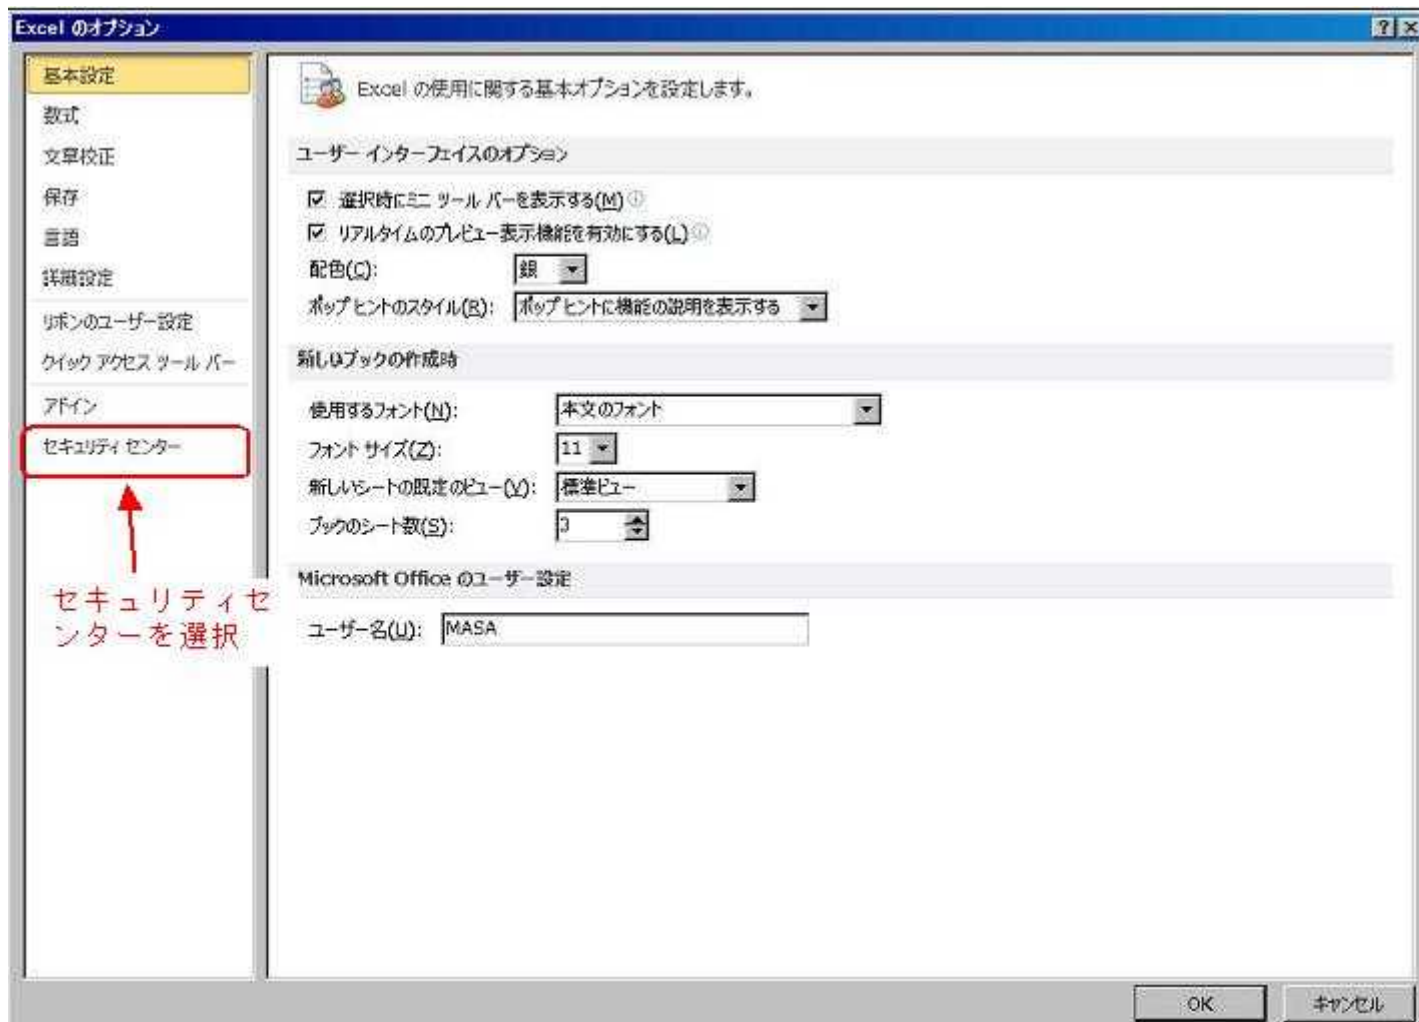 Excel のオプション
基本設定
数式
文章校正
保存
言語
詳細設定
リボンのユーザー設定
クイック アクセス ツール バー
アドイン
セキュリティ センター
セキュリティセ
ンターを選択
Excel の使用に関する基本オプションを設定します。
ユーザー インターフェイスのオプション
選択時にミニ ツール バーを表示する(M)
リアルタイムのプレビュー表示機能を有効にする(L)
配色(C): 銀
ポップ ヒントのスタイル(R): ポップ ヒントに機能の説明を表示する
新しいブックの作成時
使用するフォント(N): 本文のフォント
フォント サイズ(Z): 11
新しいシートの既定のビュー(V): 標準ビュー
ブックのシート数(S): 3
Microsoft Office のユーザー設定
ユーザー名(U): MASA
OK キャンセル